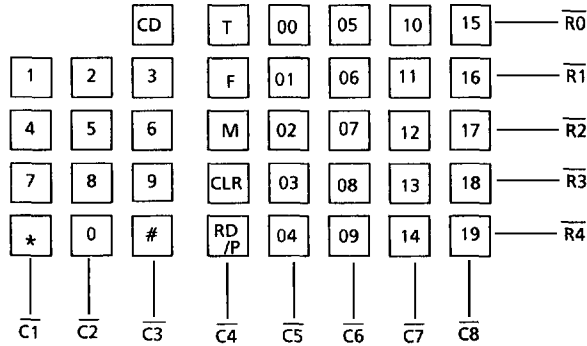 CD T 00 05 10 15 R0
1 2 3 F 01 06 11 16 R1
4 5 6 M 02 07 12 17 R2
7 8 9 CLR 03 08 13 18 R3
* 0 # RD/P 04 09 14 19 R4
C1 C2 C3 C4 C5 C6 C7 C8